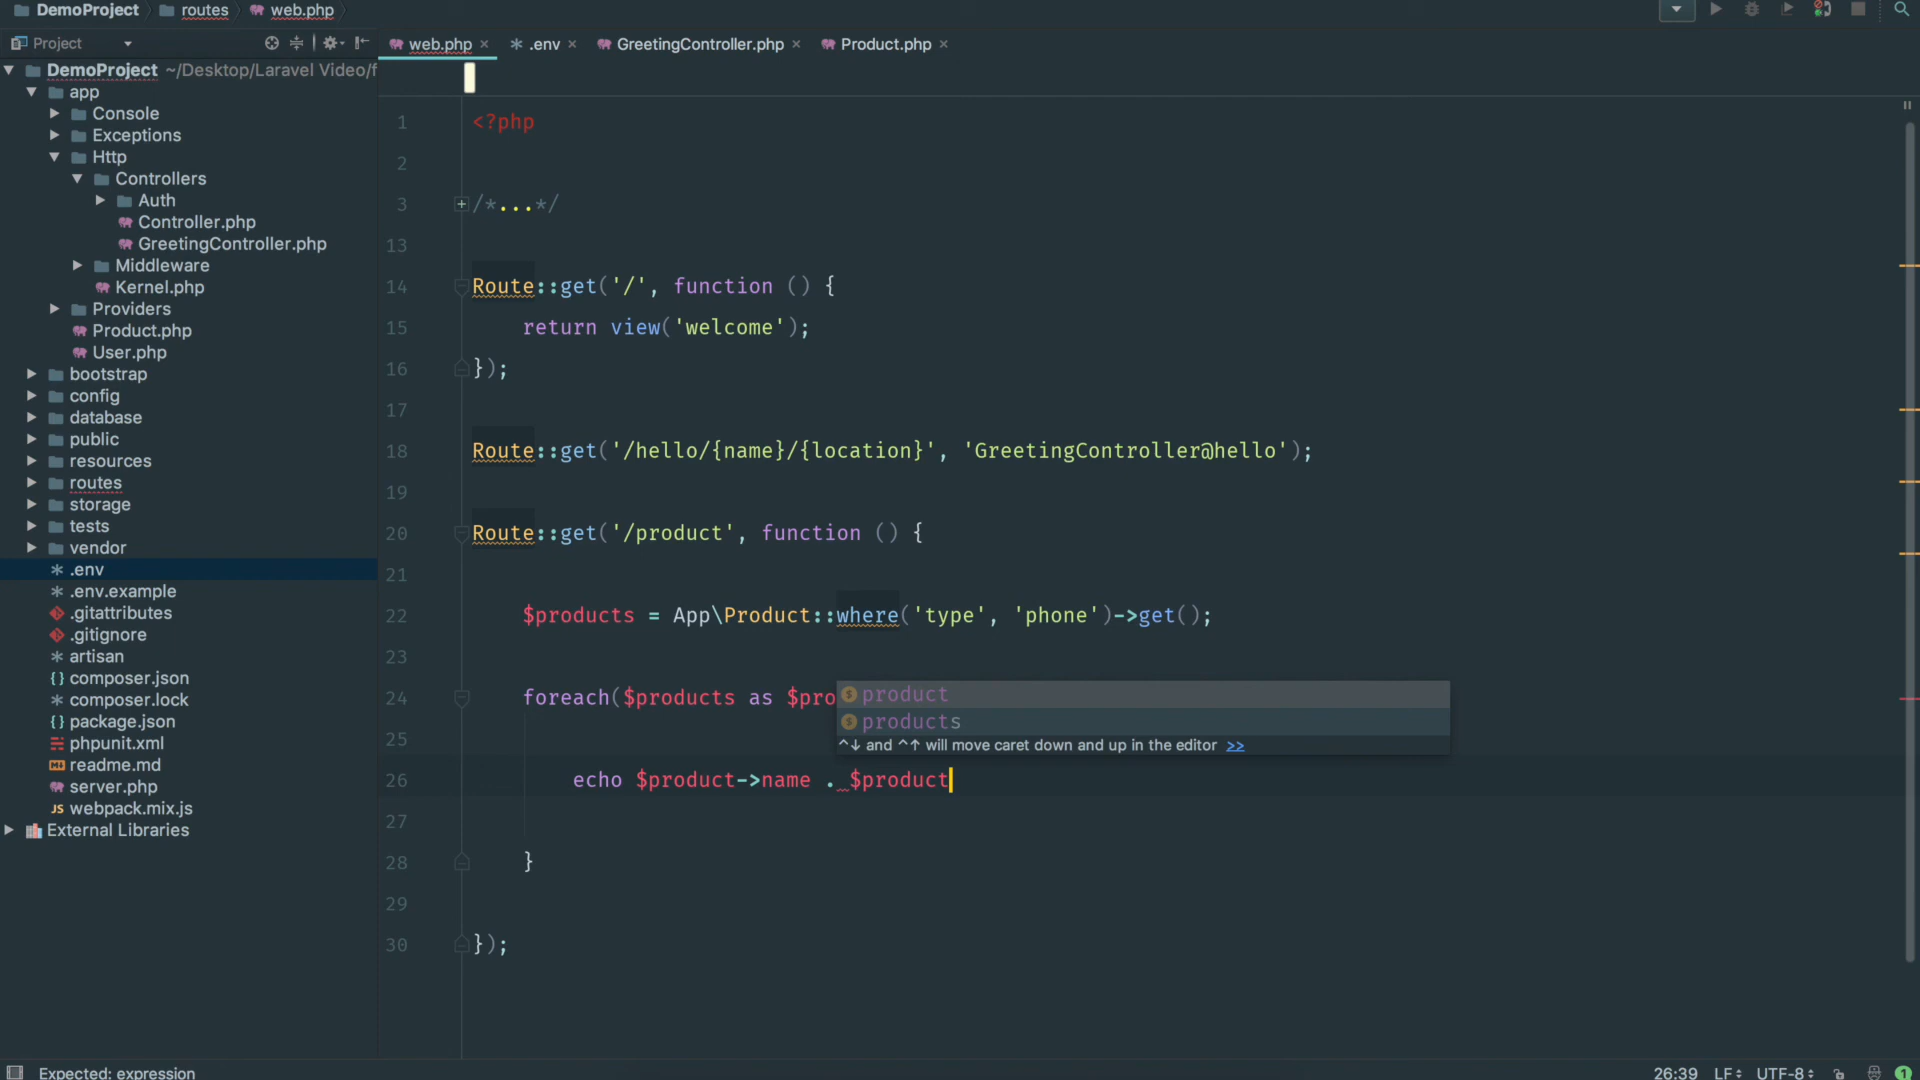 DemoProject routes web.php
Project
web.php .env GreetingController.php Product.php
DemoProject ~/Desktop/Laravel Video/f
app
Console
Exceptions
Http
Controllers
Auth
Controller.php
GreetingController.php
Middleware
Kernel.php
Providers
Product.php
User.php
bootstrap
config
database
public
resources
routes
storage
tests
vendor
.env
.env.example
.gitattributes
.gitignore
artisan
composer.json
composer.lock
package.json
phpunit.xml
readme.md
server.php
webpack.mix.js
External Libraries
1 <?php
2
3 /*...*/
13
14 Route::get('/', function () {
15 return view('welcome');
16 });
17
18 Route::get('/hello/{name}/{location}', 'GreetingController@hello');
19
20 Route::get('/product', function () {
21
22 $products = App\Product::where('type', 'phone')->get();
23
24 foreach($products as $pro
product
products
^↓ and ^↑ will move caret down and up in the editor >>
25
26 echo $product->name . $product
27
28 }
29
30 });
Expected: expression
26:39 LF UTF-8 1